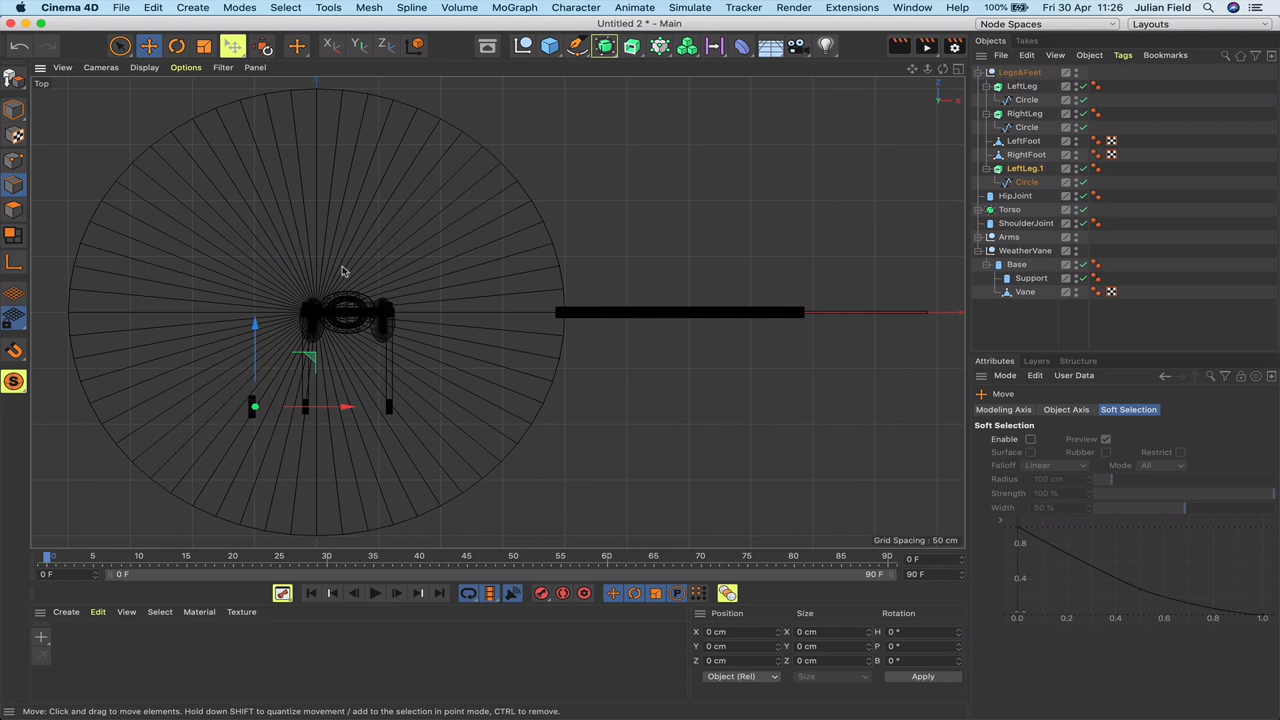 Cinema 4D File Edit Create Modes Select Tools Mesh Spline Volume MoGraph Character Animate Simulate Tracker Render Extensions Window Help 100% Fri 30 Apr 11:26 Julian Field
Untitled 2 * - Main
Node Spaces Layouts
Objects Takes
File Edit View Object Tags Bookmarks
View Cameras Display Options Filter Panel
Top
Z
Y X
Legs&Feet
LeftLeg
Circle
RightLeg
Circle
LeftFoot
RightFoot
LeftLeg.1
Circle
HipJoint
Torso
ShoulderJoint
Arms
WeatherVane
Base
Support
Vane
Attributes Layers Structure
Mode Edit User Data
Move
Modeling Axis Object Axis Soft Selection
Soft Selection
Enable Preview
Surface Rubber Restrict
Falloff Linear Mode All
Radius 100 cm
Strength 100 %
Width 50 %
0.8
0.4
0.0 0.2 0.4 0.6 0.8 1.0
Grid Spacing : 50 cm
0 5 10 15 20 25 30 35 40 45 50 55 60 65 70 75 80 85 90 0 F
0 F 0 F 90 F 90 F
Create Edit View Select Material Texture
Position Size Rotation
X 0 cm X 0 cm H 0 °
Y 0 cm Y 0 cm P 0 °
Z 0 cm Z 0 cm B 0 °
Object (Rel) Size Apply
Move: Click and drag to move elements. Hold down SHIFT to quantize movement / add to the selection in point mode, CTRL to remove.